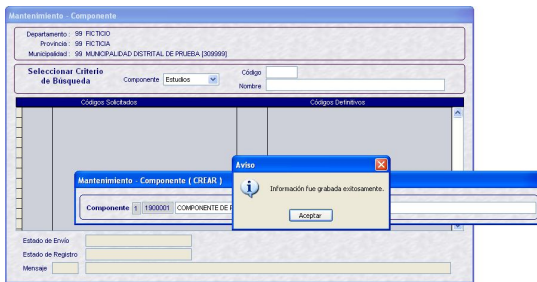 Mantenimiento - Componente
Departamento : 99 FICTICIO
Provincia : 99 FICTICIA
Municipalidad : 99 MUNICIPALIDAD DISTRITAL DE PRUEBA [309999]
Seleccionar Criterio de Búsqueda
Componente Estudios
Código
Nombre
Códigos Solicitados Códigos Definitivos
Aviso
Información fue grabada exitosamente.
Aceptar
Mantenimiento - Componente ( CREAR )
Componente 1 1900001 COMPONENTE DE
Estado de Envío
Estado de Registro
Mensaje